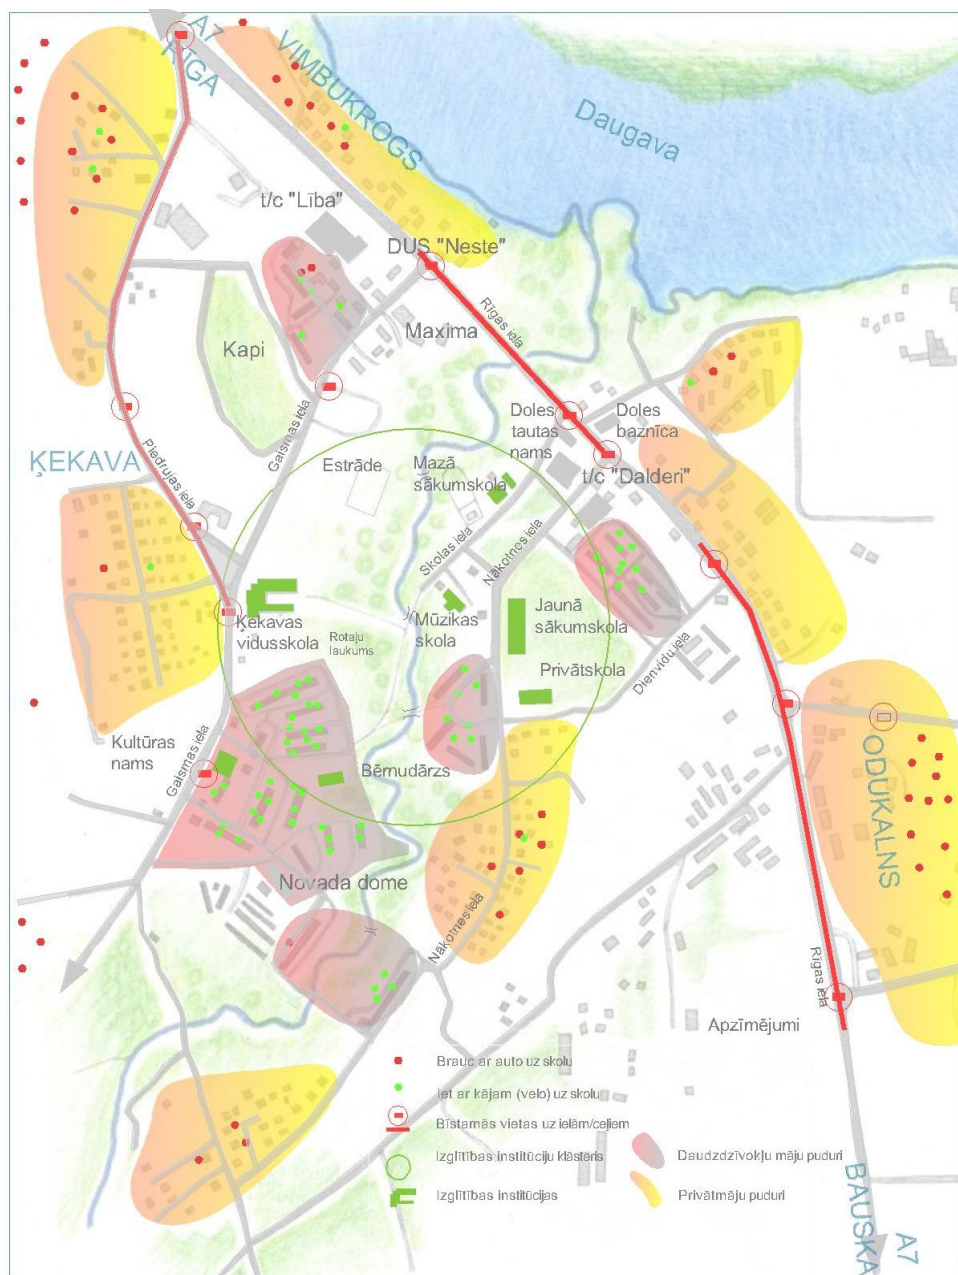 A7
RĪGA
VIMBUKROGS
Daugava
t/c "Lība"
DUS "Neste"
Rīgas iela
Maxima
Kapi
Gaismas iela
Doles
tautas
nams
Doles
baznīca
ĶEKAVA
Piedrujas iela
Estrāde
Mazā
sākumskola
t/c "Dalderi"
Skolas iela
Nākotnes iela
Ķekavas
vidusskola
Rotaļu
laukums
Mūzikas
skola
Jaunā
sākumskola
Privātskola
Dienvidu iela
Kultūras
nams
Gaismas iela
Bērnudārzs
ODUKALNS
Novada dome
Nākotnes iela
Rīgas iela
Apzīmējumi
Brauc ar auto uz skolu
Iet ar kājam (velo) uz skolu
Bīstamās vietas uz ielām/ceļiem
Izglītības institūciju klāsteris
Daudzdzīvokļu māju puduri
Izglītības institūcijas
Privātmāju puduri
BAUSKA
A7